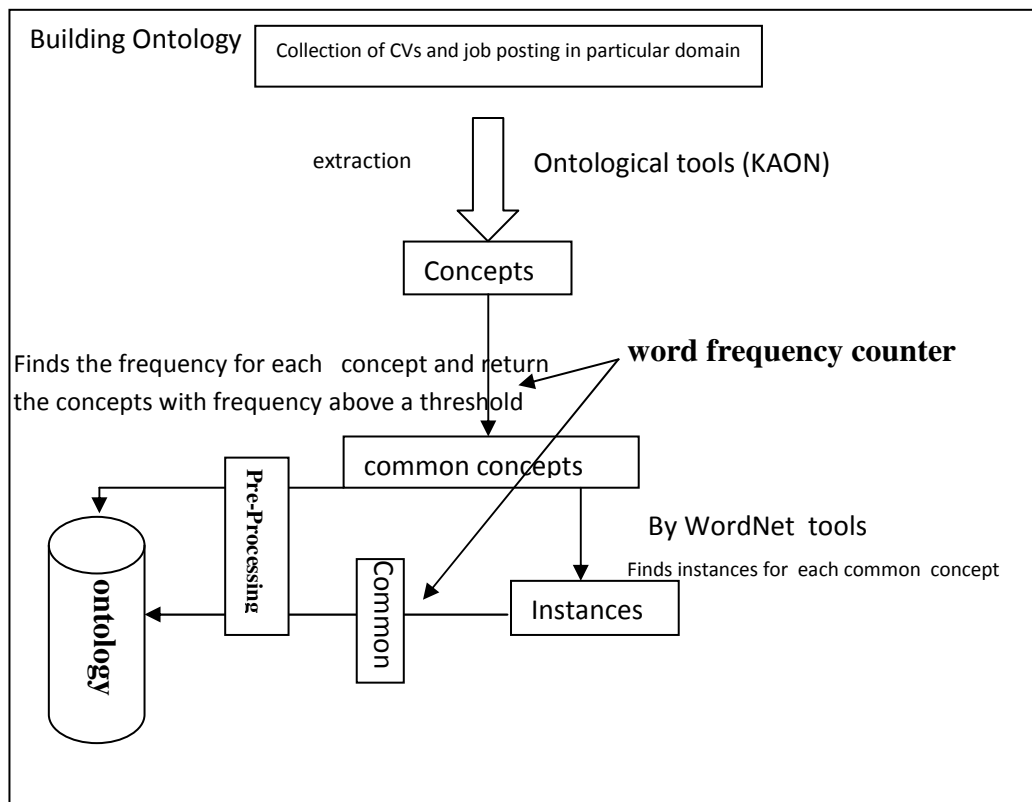 Building Ontology
Collection of CVs and job posting in particular domain
extraction
Ontological tools (KAON)
Concepts
Finds the frequency for each concept and return
the concepts with frequency above a threshold
word frequency counter
common concepts
Pre-Processing
By WordNet tools
Finds instances for each common concept
ontology
Common
Instances